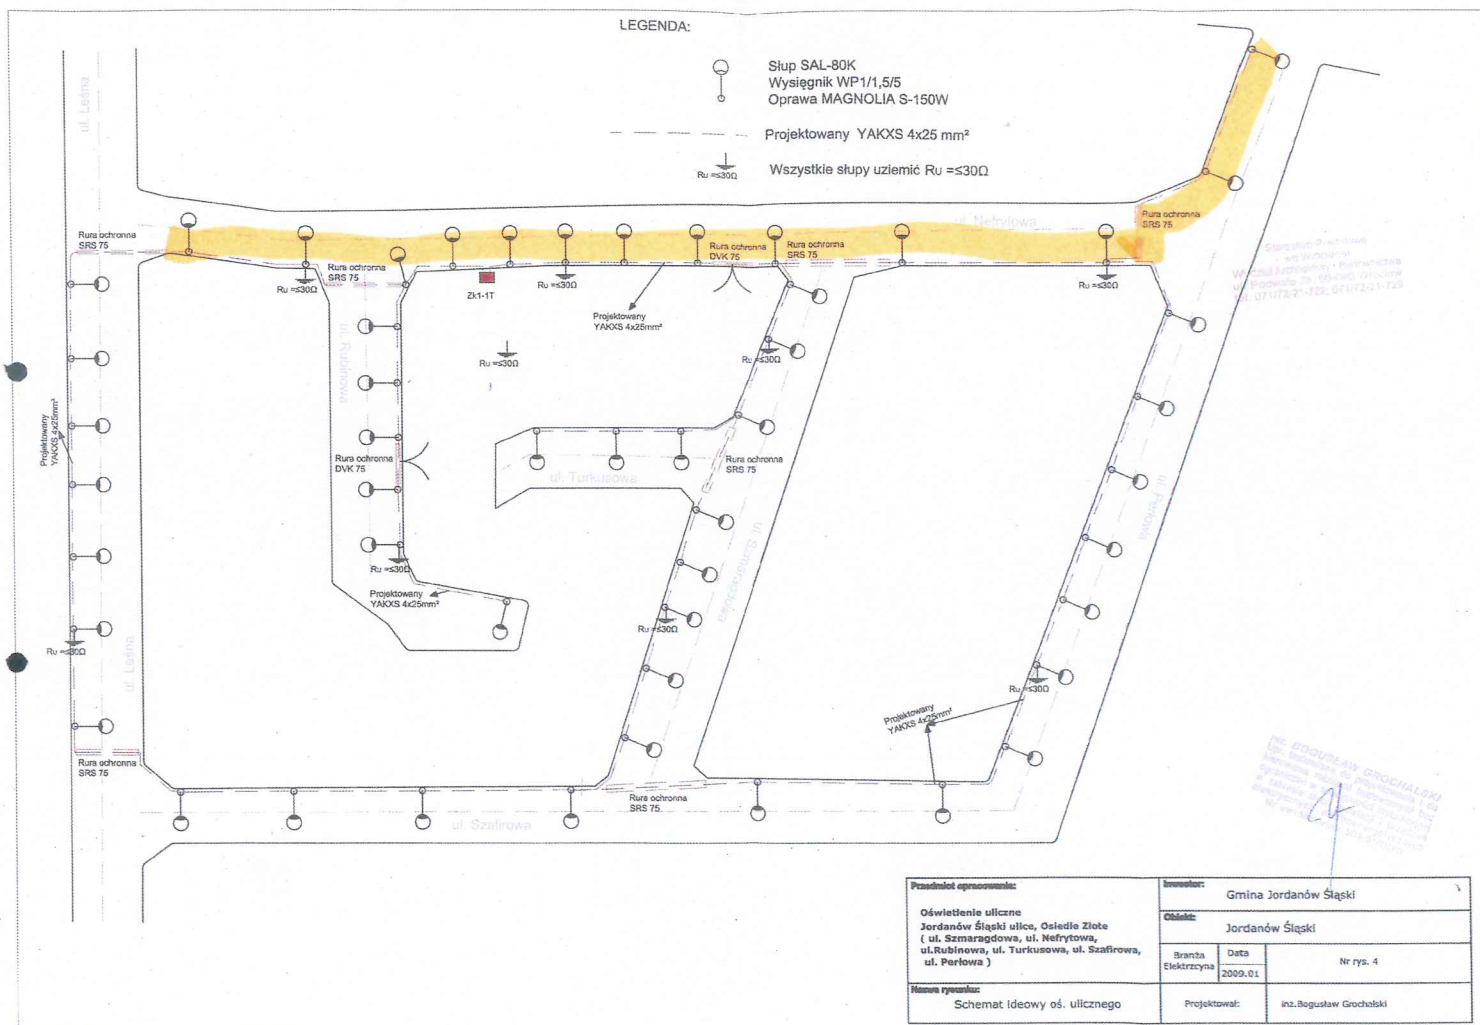 LEGENDA:
Słup SAL-80K
Wysięgnik WP1/1,5/5
Oprawa MAGNOLIA S-150W
Projektowany YAKXS 4x25 mm²
Ru =≤30Ω
Wszystkie słupy uziemić Ru =≤30Ω
ul. Leśna
ul. Nefrytowa
Rura ochronna
SRS 75
Rura ochronna
SRS 75
Rura ochronna
SRS 75
Rura ochronna
DVK 75
Rura ochronna
SRS 75
Ru =≤30Ω
Zk1-1T
Ru =≤30Ω
Ru =≤30Ω
Projektowany
YAKXS 4x25mm²
ul. Rubinowa
Ru =≤30Ω
Ru =≤30Ω
Projektowany
YAKXS 4x25mm²
Rura ochronna
DVK 75
ul. Turkusowa
Rura ochronna
SRS 75
ul. Perłowa
ul. Szmaragdowa
Ru =≤30Ω
Projektowany
YAKXS 4x25mm²
Ru =≤30Ω
Ru =≤30Ω
ul. Leśna
Ru =≤30Ω
Projektowany
YAKXS 4x25mm²
Rura ochronna
SRS 75
Rura ochronna
SRS 75
ul. Szafirowa
inż. BOGUSŁAW GROCHALSKI
Przedmiot opracowania:
Oświetlenie uliczne
Jordanów Śląski ulice, Osiedle Złote
( ul. Szmaragdowa, ul. Nefrytowa,
ul.Rubinowa, ul. Turkusowa, ul. Szafirowa,
ul. Perłowa )
Inwestor:
Gmina Jordanów Śląski
Obiekt:
Jordanów Śląski
Branża
Elektrzcyna
Data
2009.01
Nr rys. 4
Nazwa rysunku:
Schemat ideowy oś. ulicznego
Projektował:
inż.Bogusław Grochalski